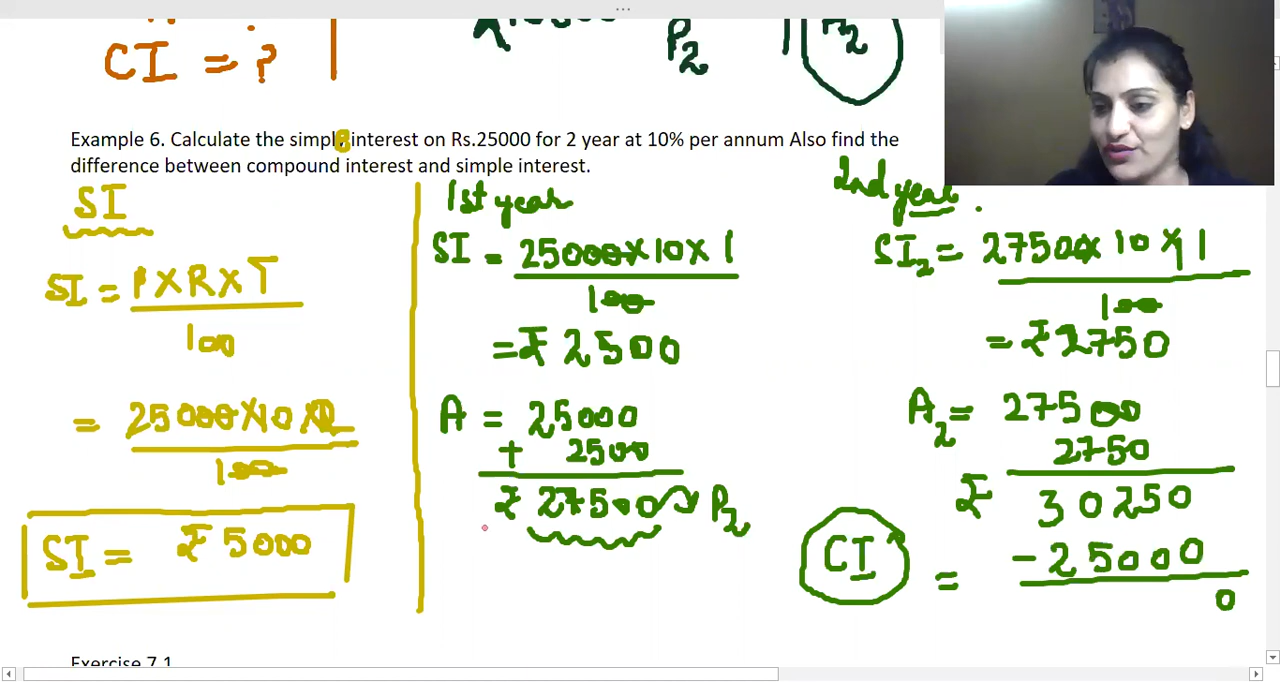 CI = ?
P2
Example 6. Calculate the simple interest on Rs.25000 for 2 year at 10% per annum Also find the
difference between compound interest and simple interest.
SI
SI = P X R X T
100
= 25000 X 10 X 2
100
SI = ₹ 5000
1st year
SI = 25000 x 10 x 1
100
= ₹ 2500
A = 25000
+ 2500
₹ 27500 P2
2nd year
SI2 = 27500 x 10 x 1
100
= ₹ 2750
A2 = 27500
2750
₹ 30250
CI = - 25000
0
Exercise 7.1